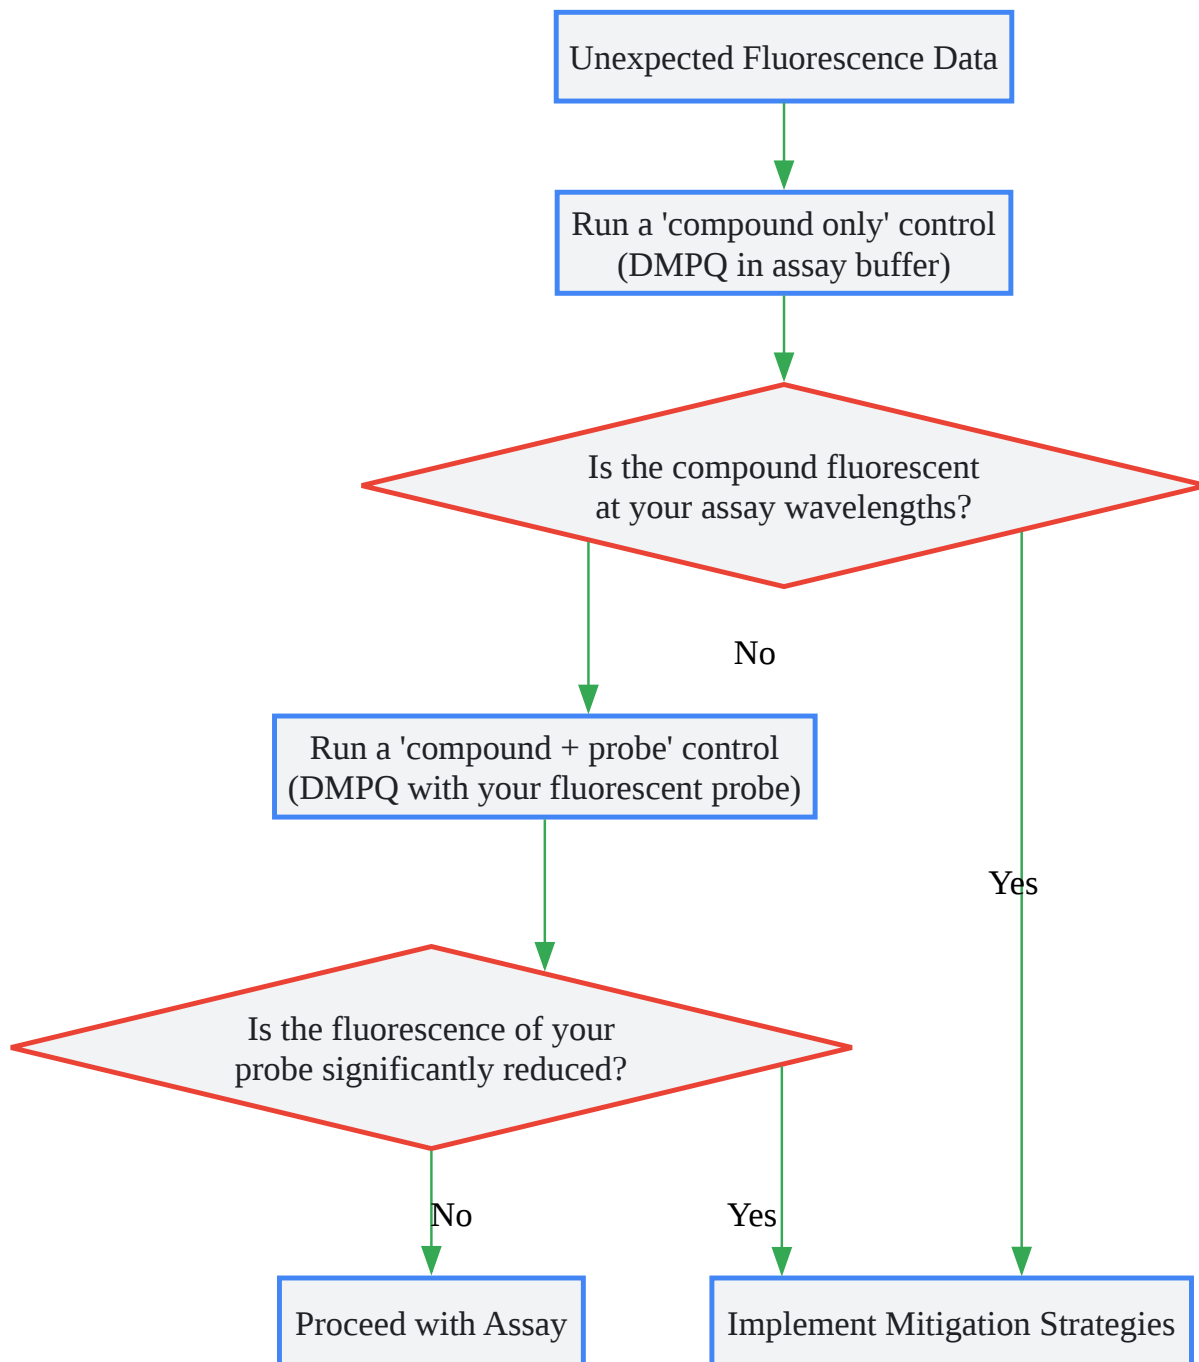 Unexpected Fluorescence Data
Run a 'compound only' control
(DMPQ in assay buffer)
Is the compound fluorescent
at your assay wavelengths?
No
Run a 'compound + probe' control
(DMPQ with your fluorescent probe)
Yes
Is the fluorescence of your
probe significantly reduced?
No
Yes
Proceed with Assay
Implement Mitigation Strategies